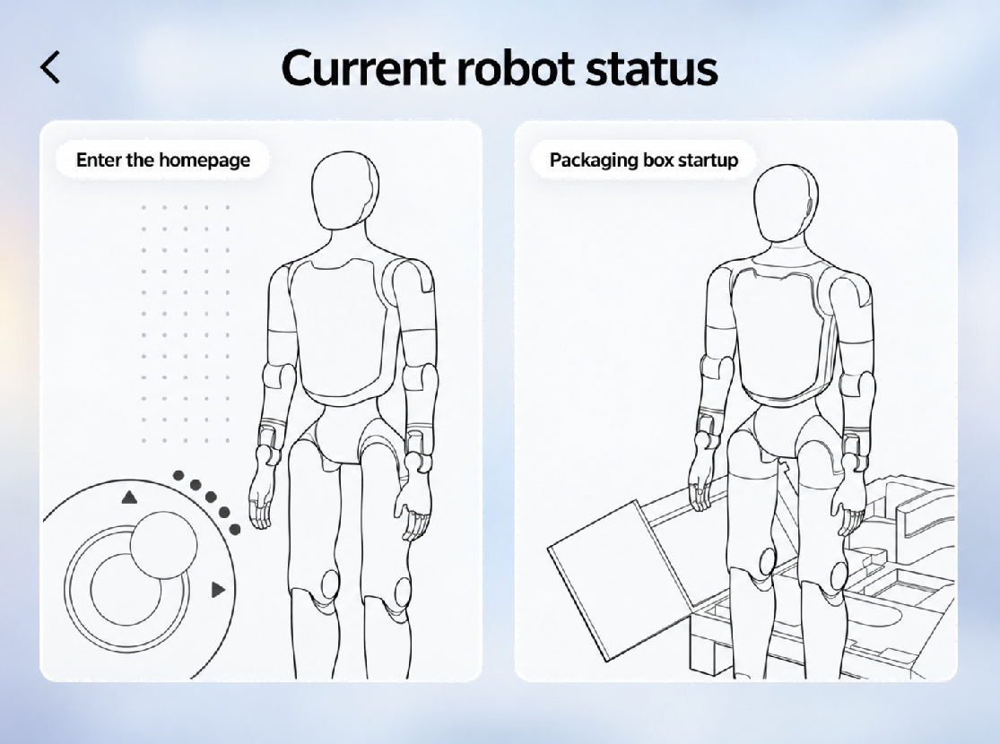 Current robot status
Enter the homepage
Packaging box startup